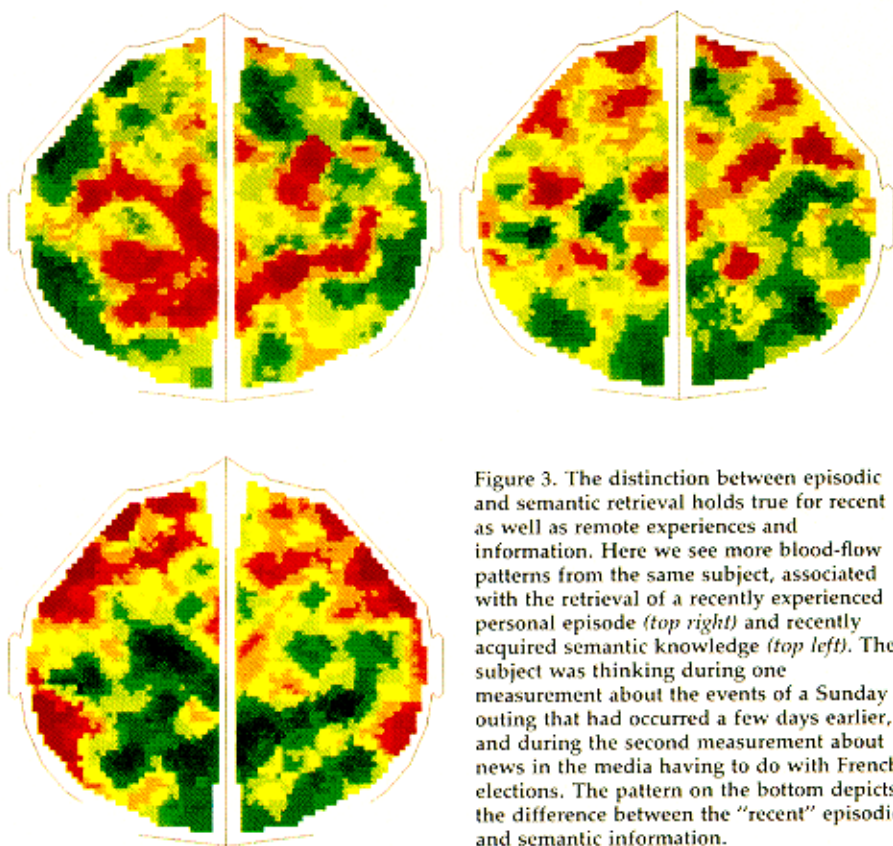 Figure 3. The distinction between episodic
and semantic retrieval holds true for recent
as well as remote experiences and
information. Here we see more blood-flow
patterns from the same subject, associated
with the retrieval of a recently experienced
personal episode (top right) and recently
acquired semantic knowledge (top left). The
subject was thinking during one
measurement about the events of a Sunday
outing that had occurred a few days earlier,
and during the second measurement about
news in the media having to do with French
elections. The pattern on the bottom depicts
the difference between the "recent" episodic
and semantic information.